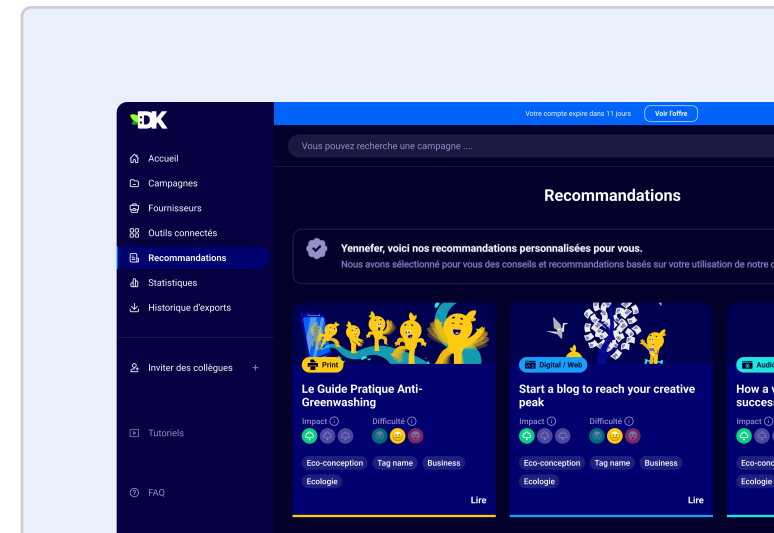 DK
Votre compte expire dans 11 jours
Voir l'offre
Accueil
Campagnes
Fournisseurs
Outils connectés
Recommandations
Statistiques
Historique d'exports
Inviter des collègues +
Tutoriels
FAQ
Vous pouvez recherche une campagne ....
Recommandations
Yennefer, voici nos recommandations personnalisées pour vous.
Nous avons sélectionné pour vous des conseils et recommandations basés sur votre utilisation de notre
Print
Le Guide Pratique Anti-
Greenwashing
Impact Difficulté
Eco-conception Tag name Business
Ecologie
Lire
Digital / Web
Start a blog to reach your creative
peak
Impact Difficulté
Eco-conception Tag name Business
Ecologie
Lire
Audio
How a
success
Impact
Eco-conc
Ecologie